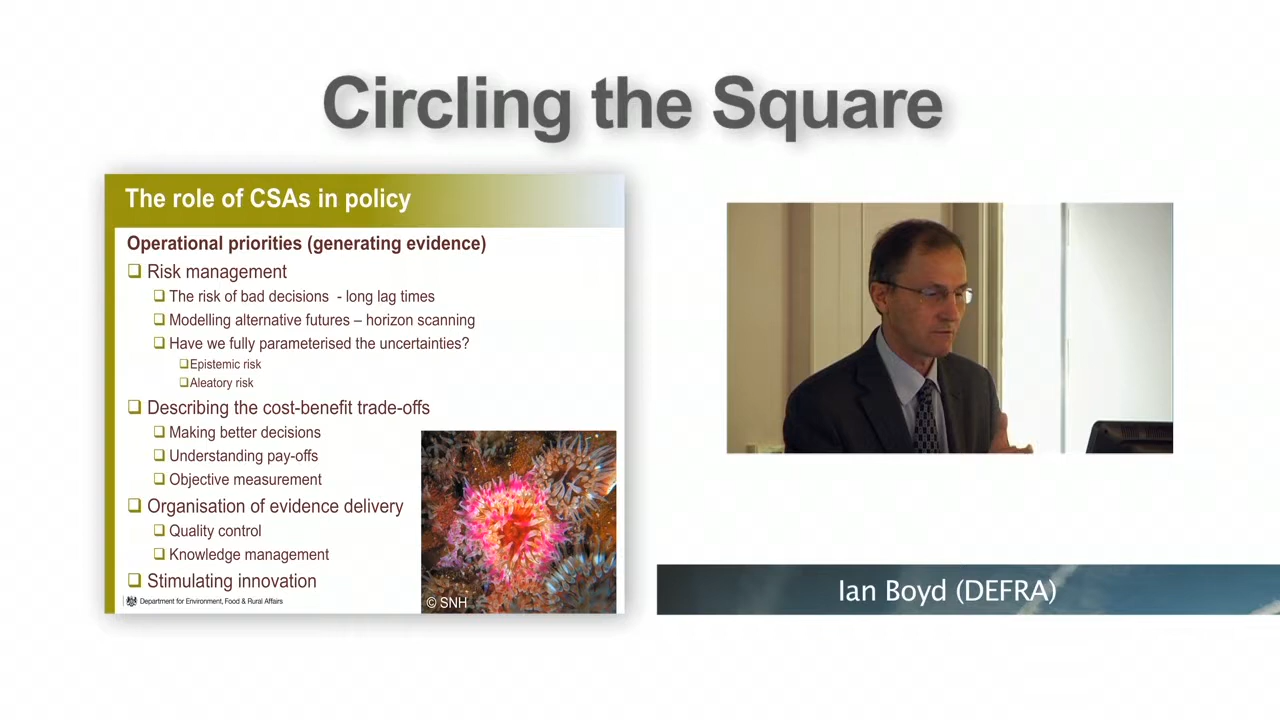 Circling the Square
The role of CSAs in policy
Operational priorities (generating evidence)
Risk management
The risk of bad decisions - long lag times
Modelling alternative futures – horizon scanning
Have we fully parameterised the uncertainties?
Epistemic risk
Aleatory risk
Describing the cost-benefit trade-offs
Making better decisions
Understanding pay-offs
Objective measurement
Organisation of evidence delivery
Quality control
Knowledge management
Stimulating innovation
Department for Environment, Food & Rural Affairs
© SNH
Ian Boyd (DEFRA)